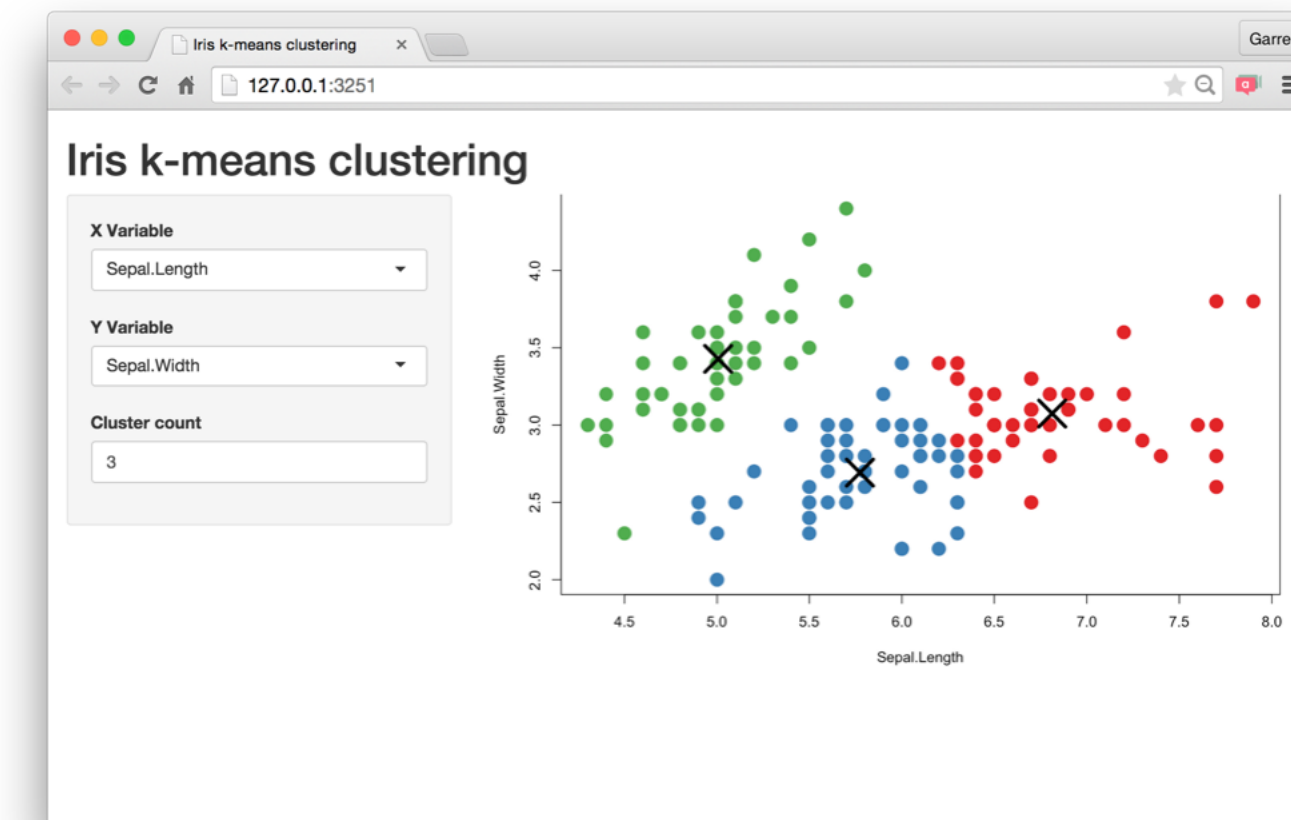 Iris k-means clustering
Garre
127.0.0.1:3251
Iris k-means clustering
X Variable
Sepal.Length
Y Variable
Sepal.Width
Cluster count
3
Sepal.Width
4.0
3.5
3.0
2.5
2.0
4.5 5.0 5.5 6.0 6.5 7.0 7.5 8.0
Sepal.Length